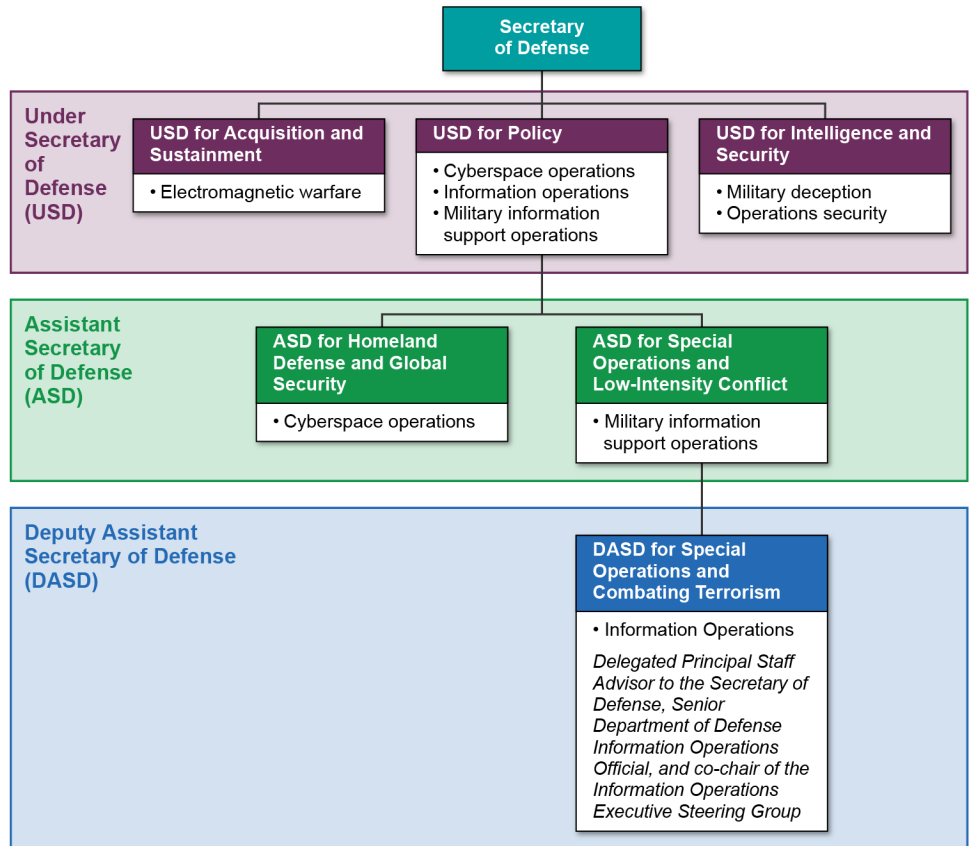 Secretary
of Defense
Under
Secretary
of
Defense
(USD)
USD for Acquisition and
Sustainment
• Electromagnetic warfare
USD for Policy
• Cyberspace operations
• Information operations
• Military information
support operations
USD for Intelligence and
Security
• Military deception
• Operations security
Assistant
Secretary
of Defense
(ASD)
ASD for Homeland
Defense and Global
Security
• Cyberspace operations
ASD for Special
Operations and
Low-Intensity Conflict
• Military information
support operations
Deputy Assistant
Secretary of Defense
(DASD)
DASD for Special
Operations and
Combating Terrorism
• Information Operations
Delegated Principal Staff
Advisor to the Secretary of
Defense, Senior
Department of Defense
Information Operations
Official, and co-chair of the
Information Operations
Executive Steering Group